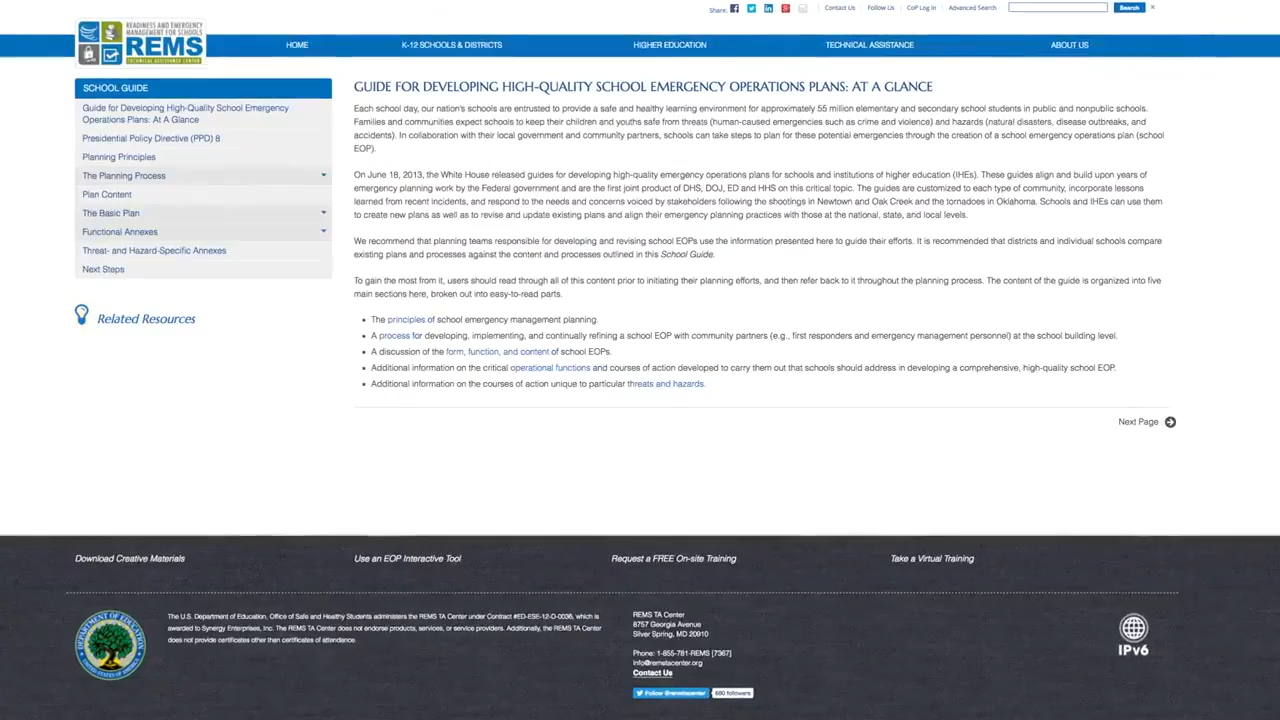 Share:
Contact Us
Follow Us
CoP Log In
Advanced Search
Search
READINESS AND EMERGENCY
MANAGEMENT FOR SCHOOLS
REMS
TECHNICAL ASSISTANCE CENTER
HOME
K-12 SCHOOLS & DISTRICTS
HIGHER EDUCATION
TECHNICAL ASSISTANCE
ABOUT US
SCHOOL GUIDE
Guide for Developing High-Quality School Emergency
Operations Plans: At A Glance
Presidential Policy Directive (PPD) 8
Planning Principles
The Planning Process
Plan Content
The Basic Plan
Functional Annexes
Threat- and Hazard-Specific Annexes
Next Steps
Related Resources
GUIDE FOR DEVELOPING HIGH-QUALITY SCHOOL EMERGENCY OPERATIONS PLANS: AT A GLANCE
Each school day, our nation's schools are entrusted to provide a safe and healthy learning environment for approximately 55 million elementary and secondary school students in public and nonpublic schools.
Families and communities expect schools to keep their children and youths safe from threats (human-caused emergencies such as crime and violence) and hazards (natural disasters, disease outbreaks, and
accidents). In collaboration with their local government and community partners, schools can take steps to plan for these potential emergencies through the creation of a school emergency operations plan (school
EOP).
On June 18, 2013, the White House released guides for developing high-quality emergency operations plans for schools and institutions of higher education (IHEs). These guides align and build upon years of
emergency planning work by the Federal government and are the first joint product of DHS, DOJ, ED and HHS on this critical topic. The guides are customized to each type of community, incorporate lessons
learned from recent incidents, and respond to the needs and concerns voiced by stakeholders following the shootings in Newtown and Oak Creek and the tornadoes in Oklahoma. Schools and IHEs can use them
to create new plans as well as to revise and update existing plans and align their emergency planning practices with those at the national, state, and local levels.
We recommend that planning teams responsible for developing and revising school EOPs use the information presented here to guide their efforts. It is recommended that districts and individual schools compare
existing plans and processes against the content and processes outlined in this School Guide.
To gain the most from it, users should read through all of this content prior to initiating their planning efforts, and then refer back to it throughout the planning process. The content of the guide is organized into five
main sections here, broken out into easy-to-read parts.
The principles of school emergency management planning.
A process for developing, implementing, and continually refining a school EOP with community partners (e.g., first responders and emergency management personnel) at the school building level.
A discussion of the form, function, and content of school EOPs.
Additional information on the critical operational functions and courses of action developed to carry them out that schools should address in developing a comprehensive, high-quality school EOP.
Additional information on the courses of action unique to particular threats and hazards.
Next Page
Download Creative Materials
Use an EOP Interactive Tool
Request a FREE On-site Training
Take a Virtual Training
The U.S. Department of Education, Office of Safe and Healthy Students administers the REMS TA Center under Contract #ED-ESE-12-O-0036, which is
awarded to Synergy Enterprises, Inc. The REMS TA Center does not endorse products, services, or service providers. Additionally, the REMS TA Center
does not provide certificates other than certificates of attendance.
REMS TA Center
8757 Georgia Avenue
Silver Spring, MD 20910
Phone: 1-855-781-REMS [7367]
info@remstacenter.org
Contact Us
Follow @remstacenter
680 followers
IPv6